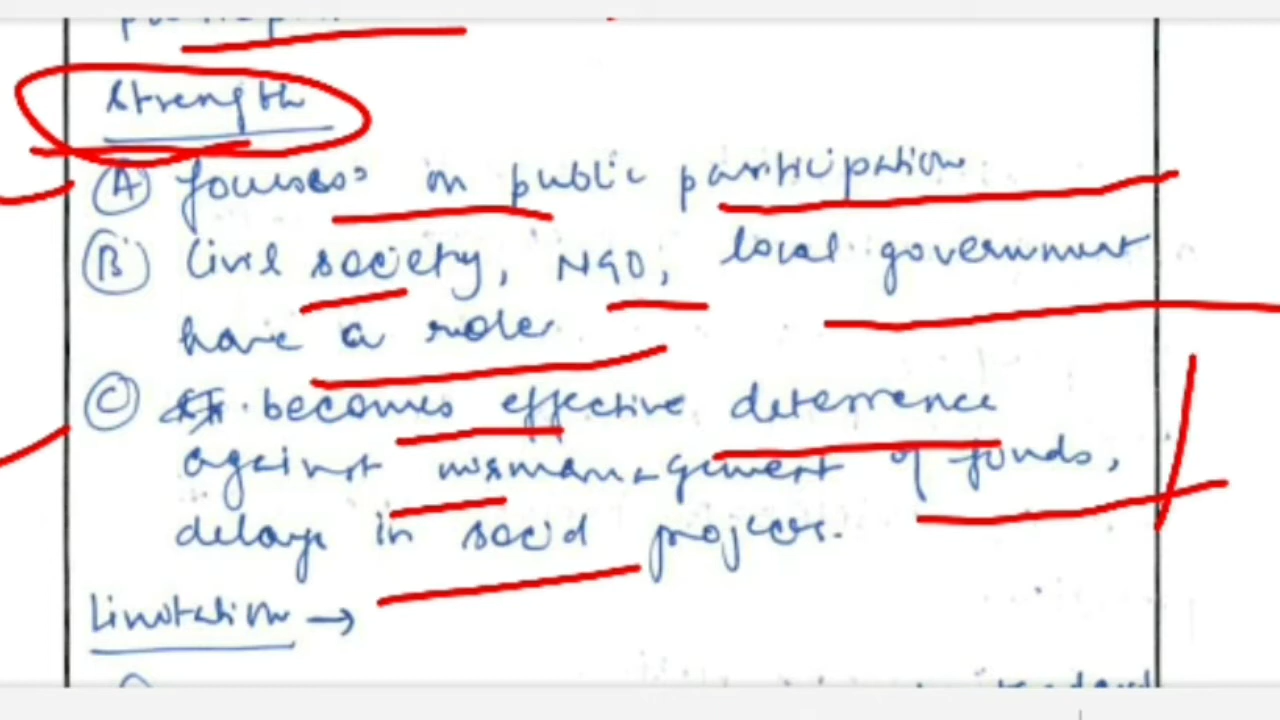 Strength
(A) focuses on public participation
(B) Civil society, NGO, local government
have a role
(C) becomes effective deterrence
against mismanagement of funds,
delays in social projects.
Limitation →